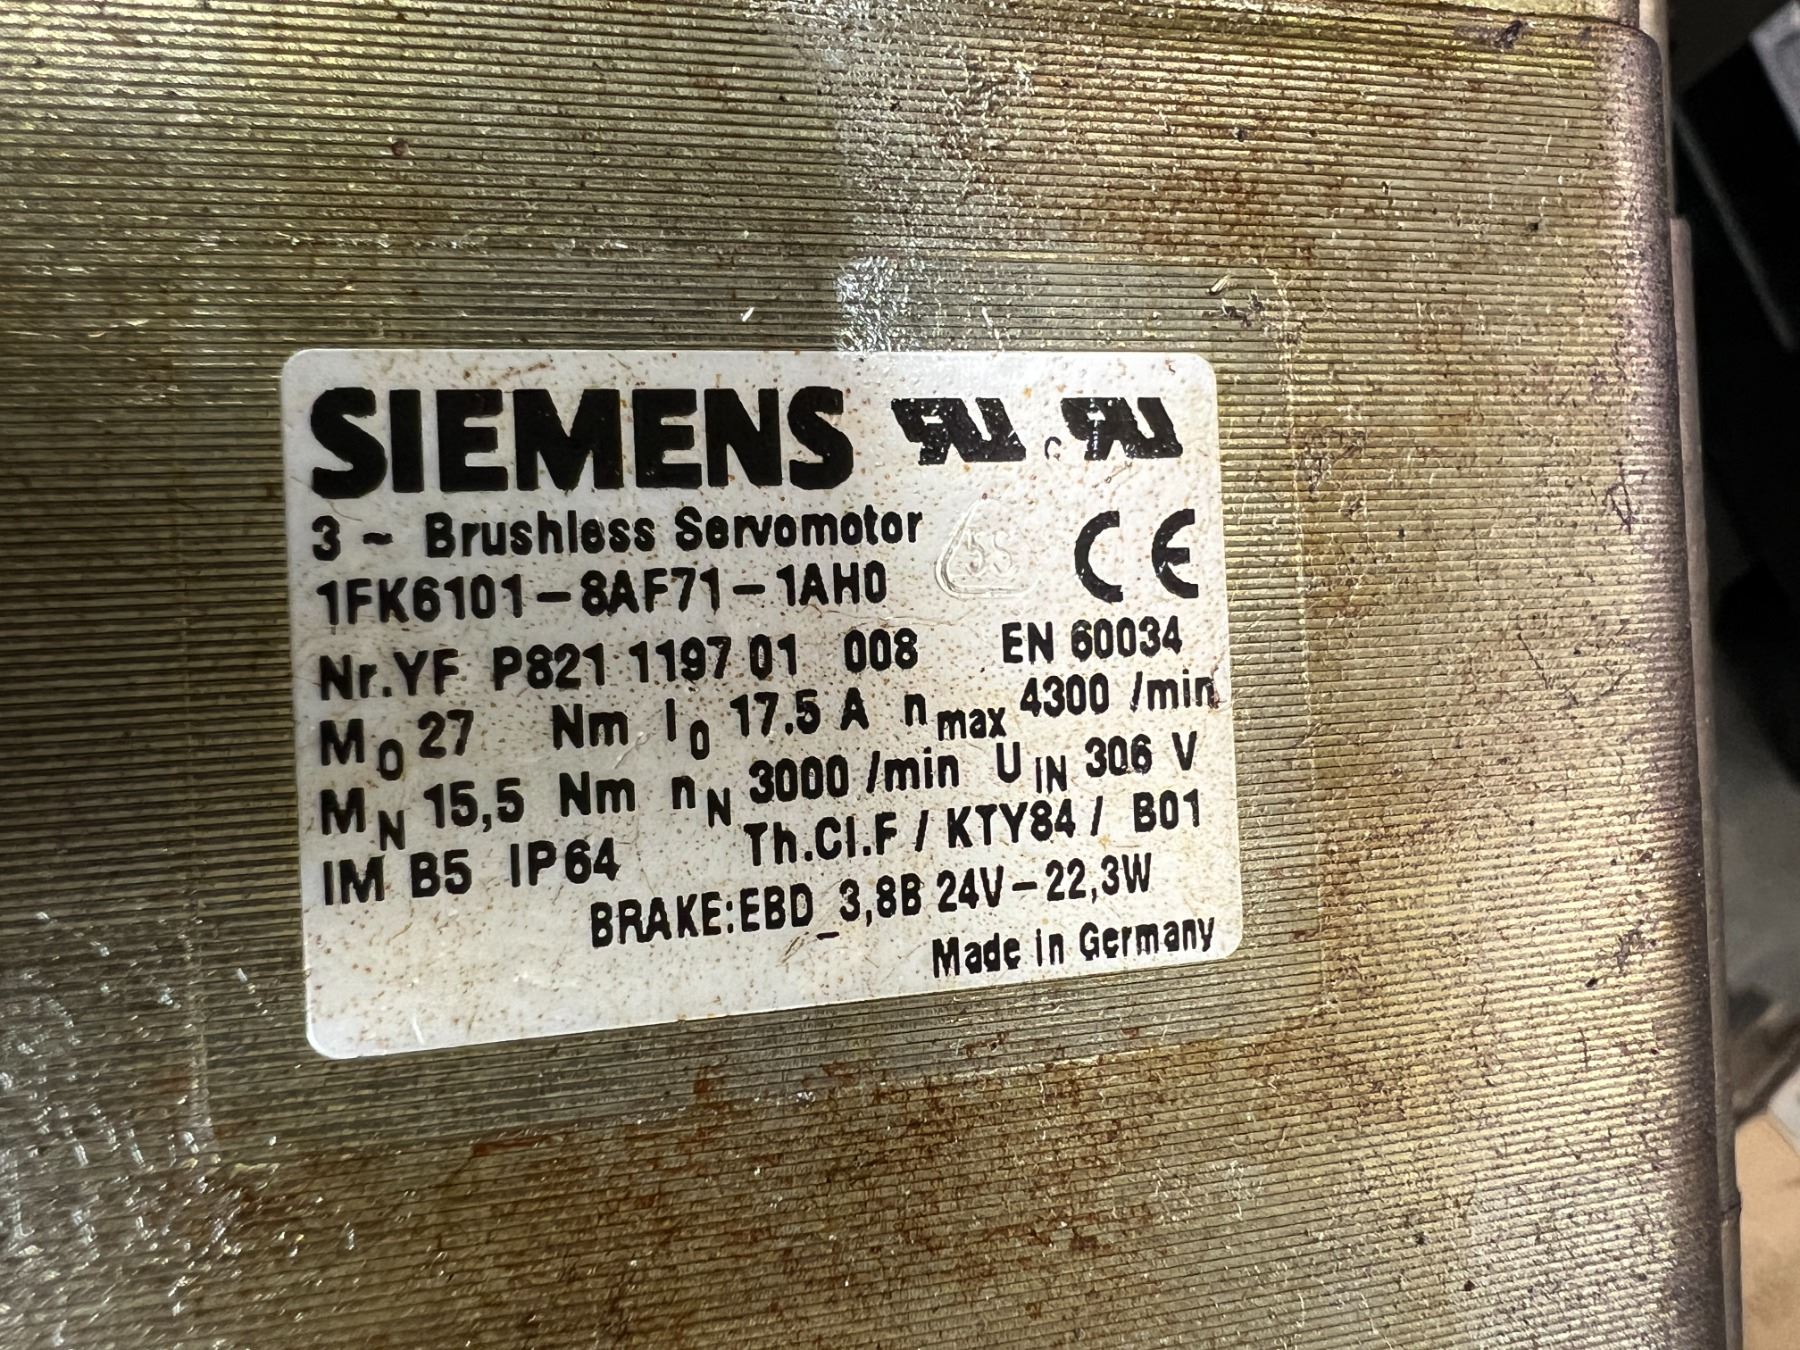 SIEMENS
3 ~ Brushless Servomotor
1FK6101-8AF71-1AH0
Nr.YF P821 1197 01 008 EN 60034
M0 27 Nm I0 17.5 A nmax 4300 /min
MN 15,5 Nm nN 3000 /min UIN 306 V
IM B5 IP64 Th.Cl.F / KTY84 / B01
BRAKE:EBD_3,8B 24V-22,3W
Made in Germany